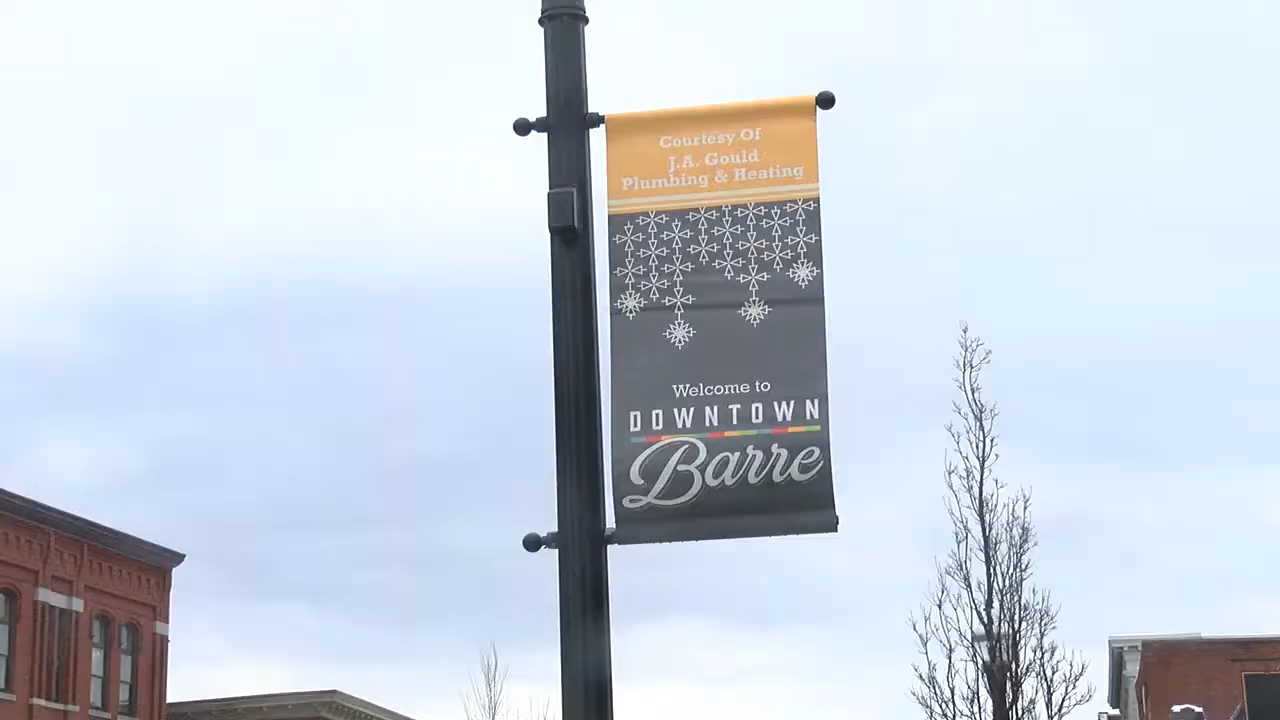 Courtesy Of
J.A. Gould
Plumbing & Heating
Welcome to
DOWNTOWN
Barre